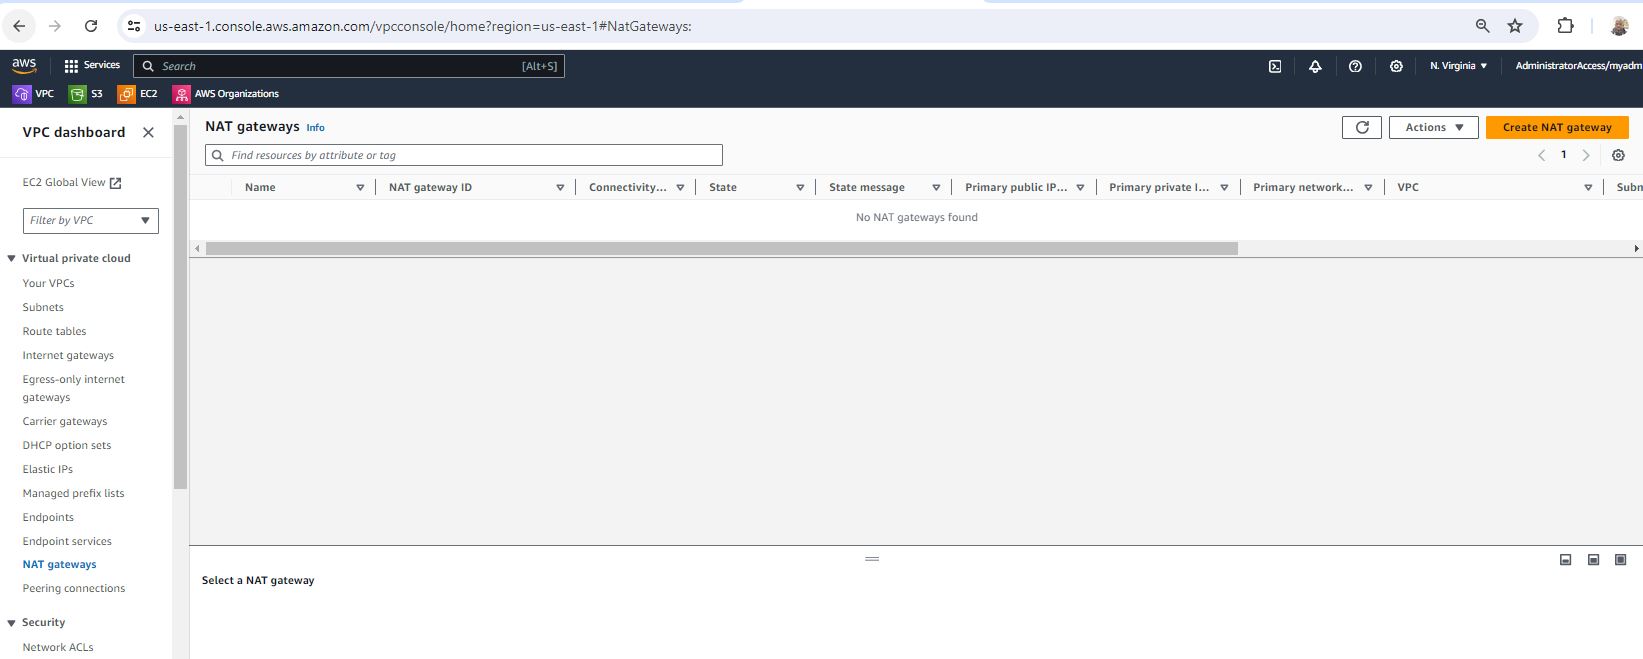 us-east-1.console.aws.amazon.com/vpcconsole/home?region=us-east-1#NatGateways:
aws Services Search [Alt+S] N. Virginia AdministratorAccess/myadm
VPC S3 EC2 AWS Organizations
VPC dashboard
EC2 Global View
Filter by VPC
Virtual private cloud
Your VPCs
Subnets
Route tables
Internet gateways
Egress-only internet
gateways
Carrier gateways
DHCP option sets
Elastic IPs
Managed prefix lists
Endpoints
Endpoint services
NAT gateways
Peering connections
Security
Network ACLs
NAT gateways Info
Actions Create NAT gateway
Find resources by attribute or tag
1
Name NAT gateway ID Connectivity... State State message Primary public IP... Primary private I... Primary network... VPC Subn
No NAT gateways found
Select a NAT gateway